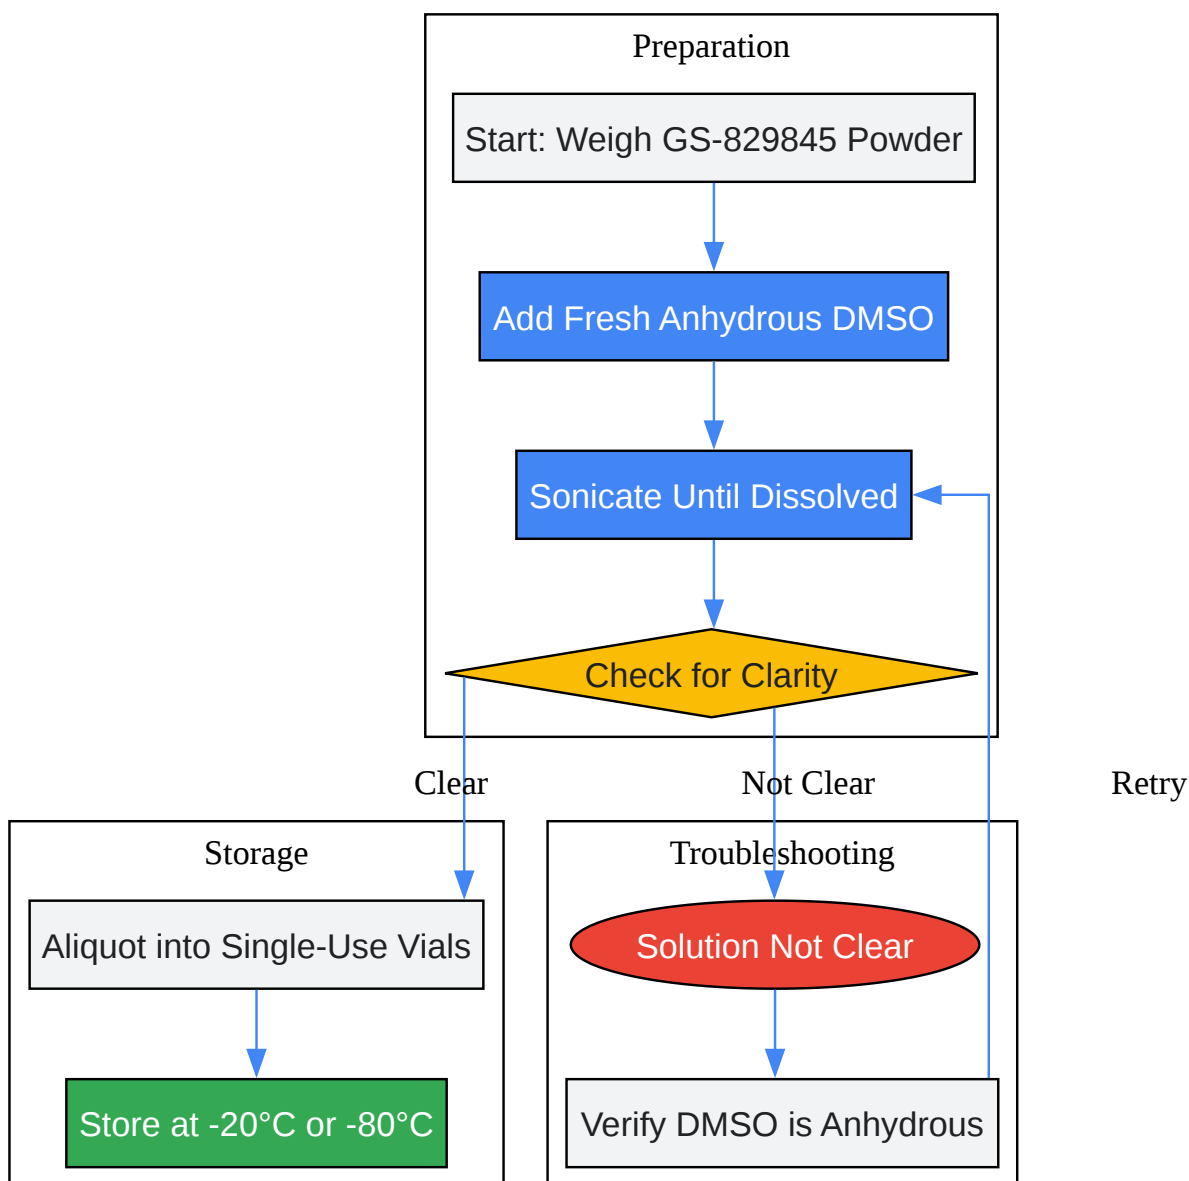 Preparation
Start: Weigh GS-829845 Powder
Add Fresh Anhydrous DMSO
Sonicate Until Dissolved
Check for Clarity
Clear
Not Clear
Retry
Storage
Aliquot into Single-Use Vials
Store at -20°C or -80°C
Troubleshooting
Solution Not Clear
Verify DMSO is Anhydrous